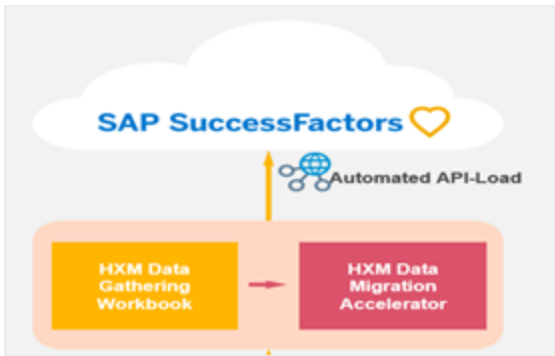 SAP SuccessFactors
Automated API-Load
HXM Data
Gathering
Workbook
HXM Data
Migration
Accelerator